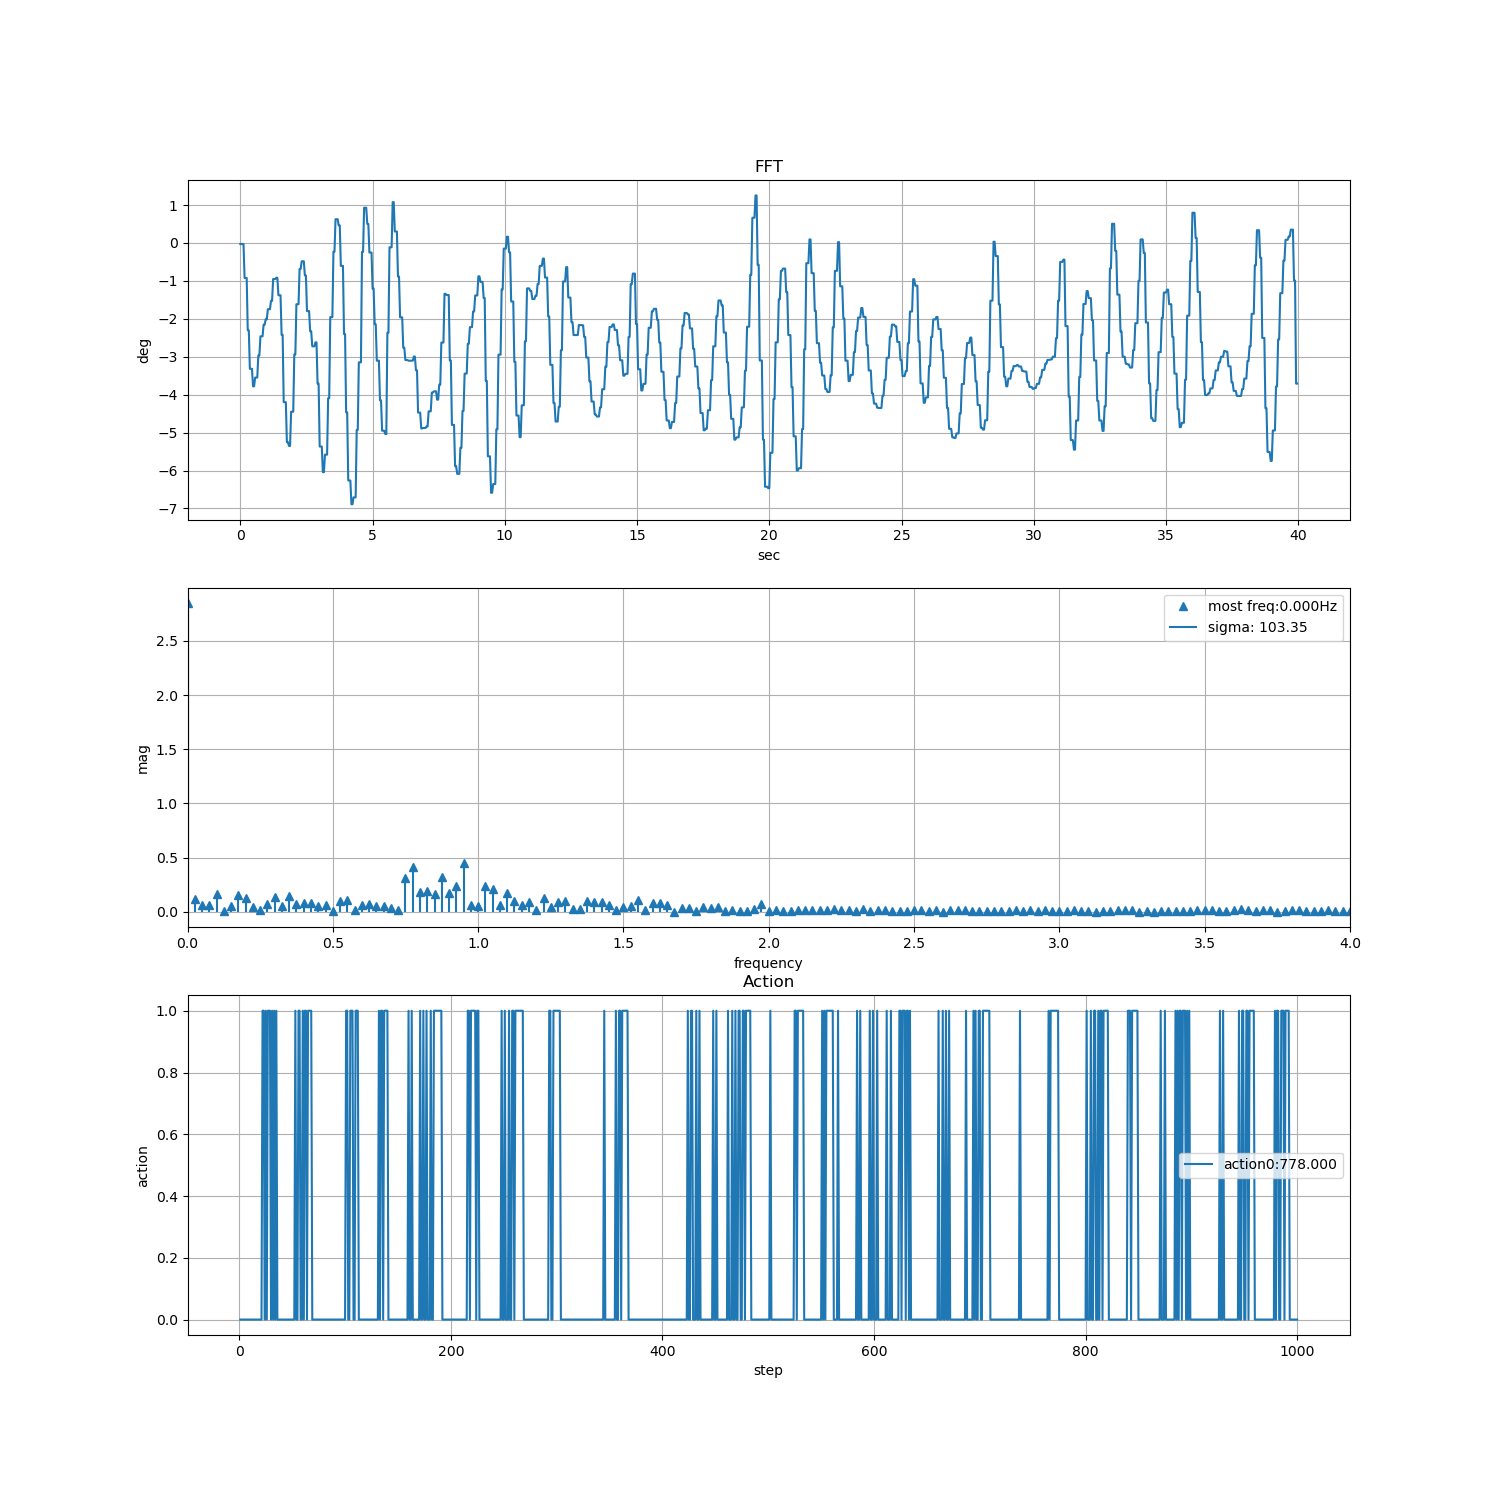 FFT
1
0
−1
−2
−3
−4
−5
−6
−7
deg
0 5 10 15 20 25 30 35 40
sec
most freq:0.000Hz
sigma: 103.35
2.5
2.0
1.5
1.0
0.5
0.0
mag
0.0 0.5 1.0 1.5 2.0 2.5 3.0 3.5 4.0
frequency
Action
1.0
0.8
0.6
0.4
0.2
0.0
action
action0:778.000
0 200 400 600 800 1000
step